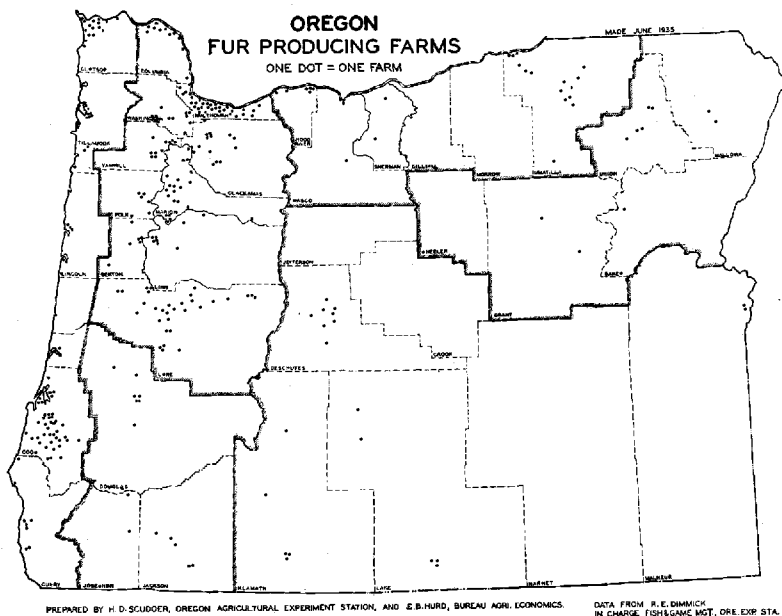 OREGON
FUR PRODUCING FARMS
ONE DOT = ONE FARM
MADE JUNE 1935
CLATSOP
COLUMBIA
TILLAMOOK
WASHINGTON
MULTNOMAH
HOOD RIVER
SHERMAN
GILLIAM
MORROW
UMATILLA
UNION
WALLOWA
YAMHILL
CLACKAMAS
WASCO
POLK
MARION
WHEELER
LINCOLN
BENTON
LINN
JEFFERSON
BAKER
GRANT
CROOK
LANE
DESCHUTES
COOS
DOUGLAS
CURRY
JOSEPHINE
JACKSON
KLAMATH
LAKE
HARNEY
MALHEUR
PREPARED BY H. D. SCUDDER, OREGON AGRICULTURAL EXPERIMENT STATION, AND E.B. HURD, BUREAU AGRI. ECONOMICS.
DATA FROM R.E. DIMMICK
IN CHARGE FISH & GAME MGT., ORE. EXP. STA.